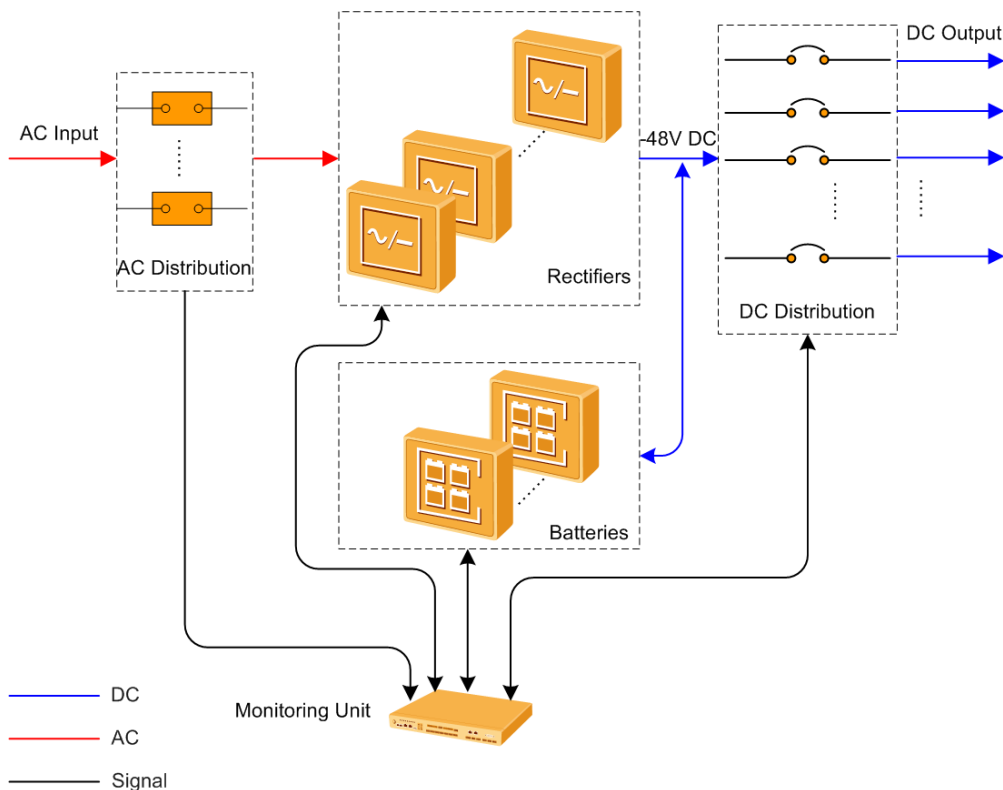 AC Input
AC Distribution
Rectifiers
-48V DC
DC Output
DC Distribution
Batteries
Monitoring Unit
DC
AC
Signal